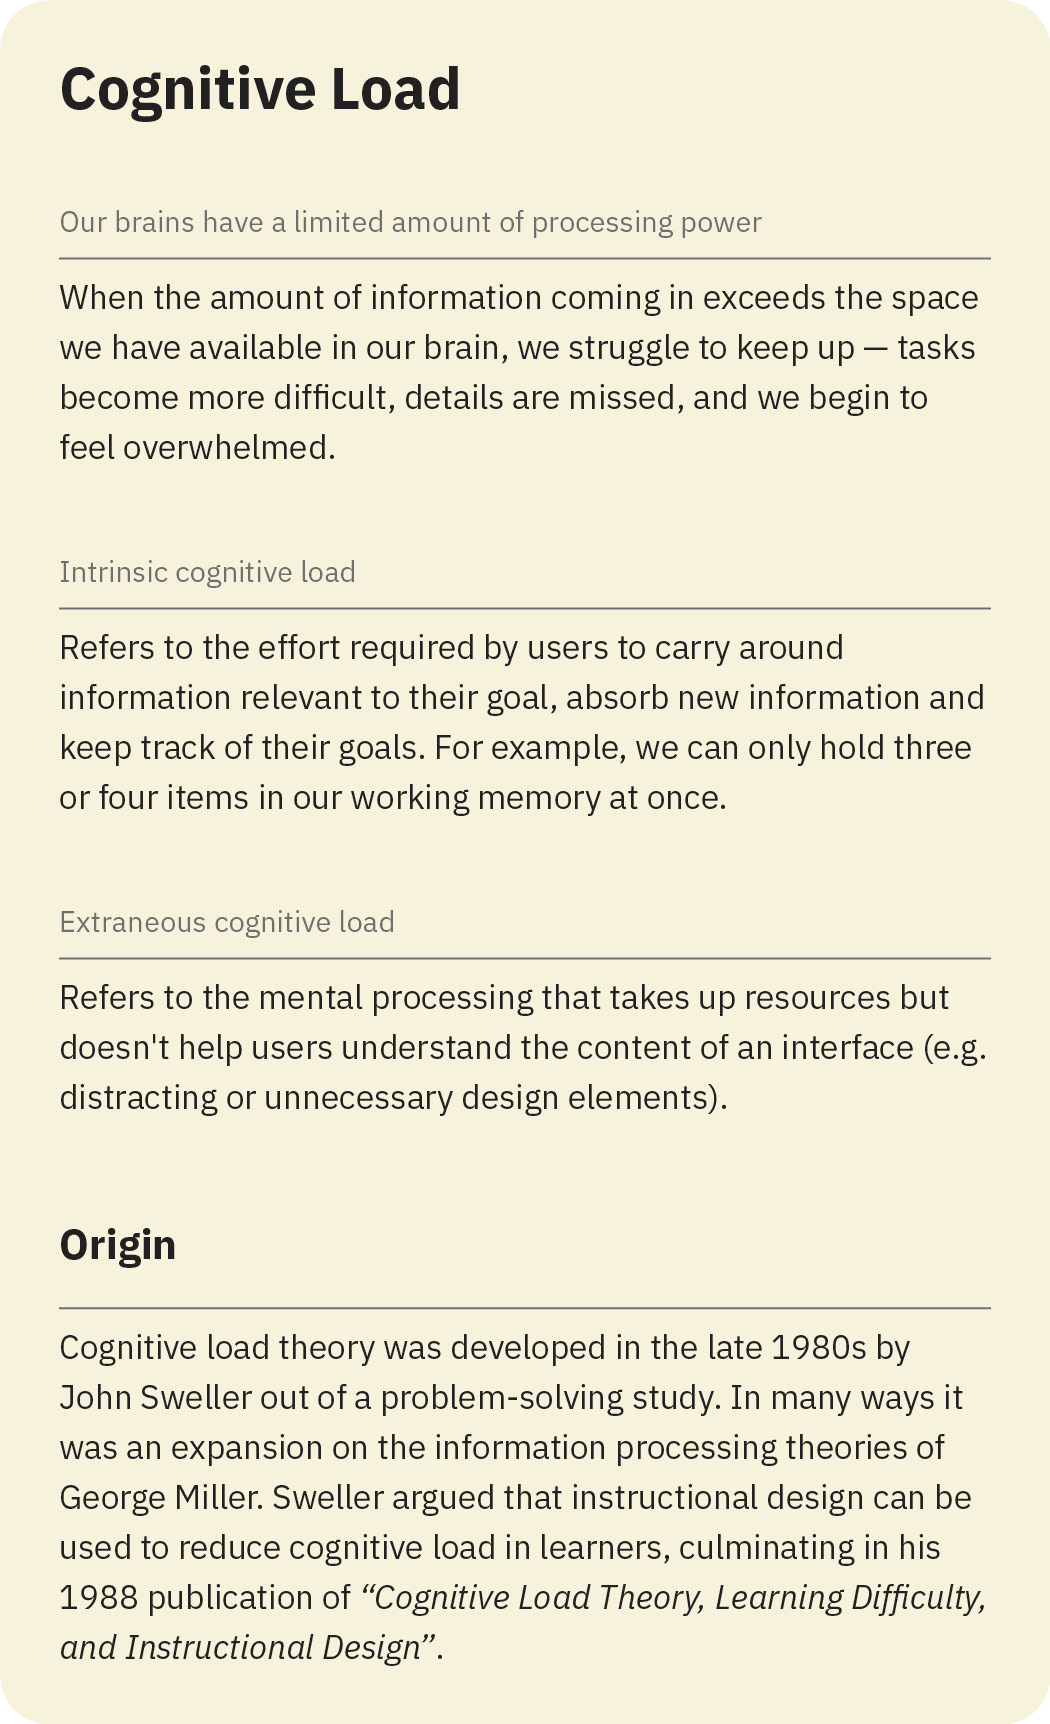 Cognitive Load
Our brains have a limited amount of processing power
When the amount of information coming in exceeds the space
we have available in our brain, we struggle to keep up — tasks
become more difficult, details are missed, and we begin to
feel overwhelmed.
Intrinsic cognitive load
Refers to the effort required by users to carry around
information relevant to their goal, absorb new information and
keep track of their goals. For example, we can only hold three
or four items in our working memory at once.
Extraneous cognitive load
Refers to the mental processing that takes up resources but
doesn't help users understand the content of an interface (e.g.
distracting or unnecessary design elements).
Origin
Cognitive load theory was developed in the late 1980s by
John Sweller out of a problem-solving study. In many ways it
was an expansion on the information processing theories of
George Miller. Sweller argued that instructional design can be
used to reduce cognitive load in learners, culminating in his
1988 publication of “Cognitive Load Theory, Learning Difficulty,
and Instructional Design”.